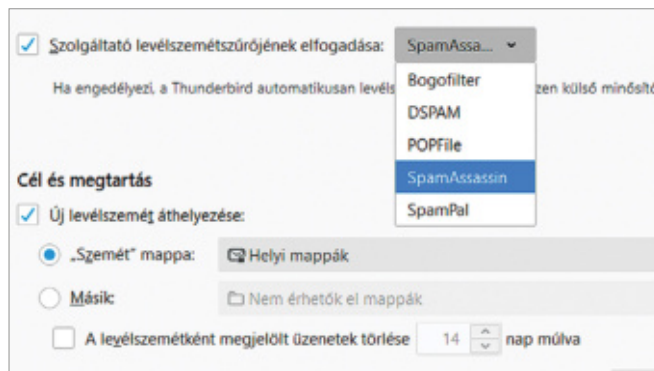 Szolgáltató levélszemétszűrőjének elfogadása: SpamAssa...
Bogofilter
Ha engedélyezi, a Thunderbird automatikusan levéls zen külső minősítő
DSPAM
POPFile
SpamAssassin
SpamPal
Cél és megtartás
Új levélszemét áthelyezése:
„Szemét” mappa: Helyi mappák
Másik: Nem érhetők el mappák
A levélszemétként megjelölt üzenetek törlése 14 nap múlva